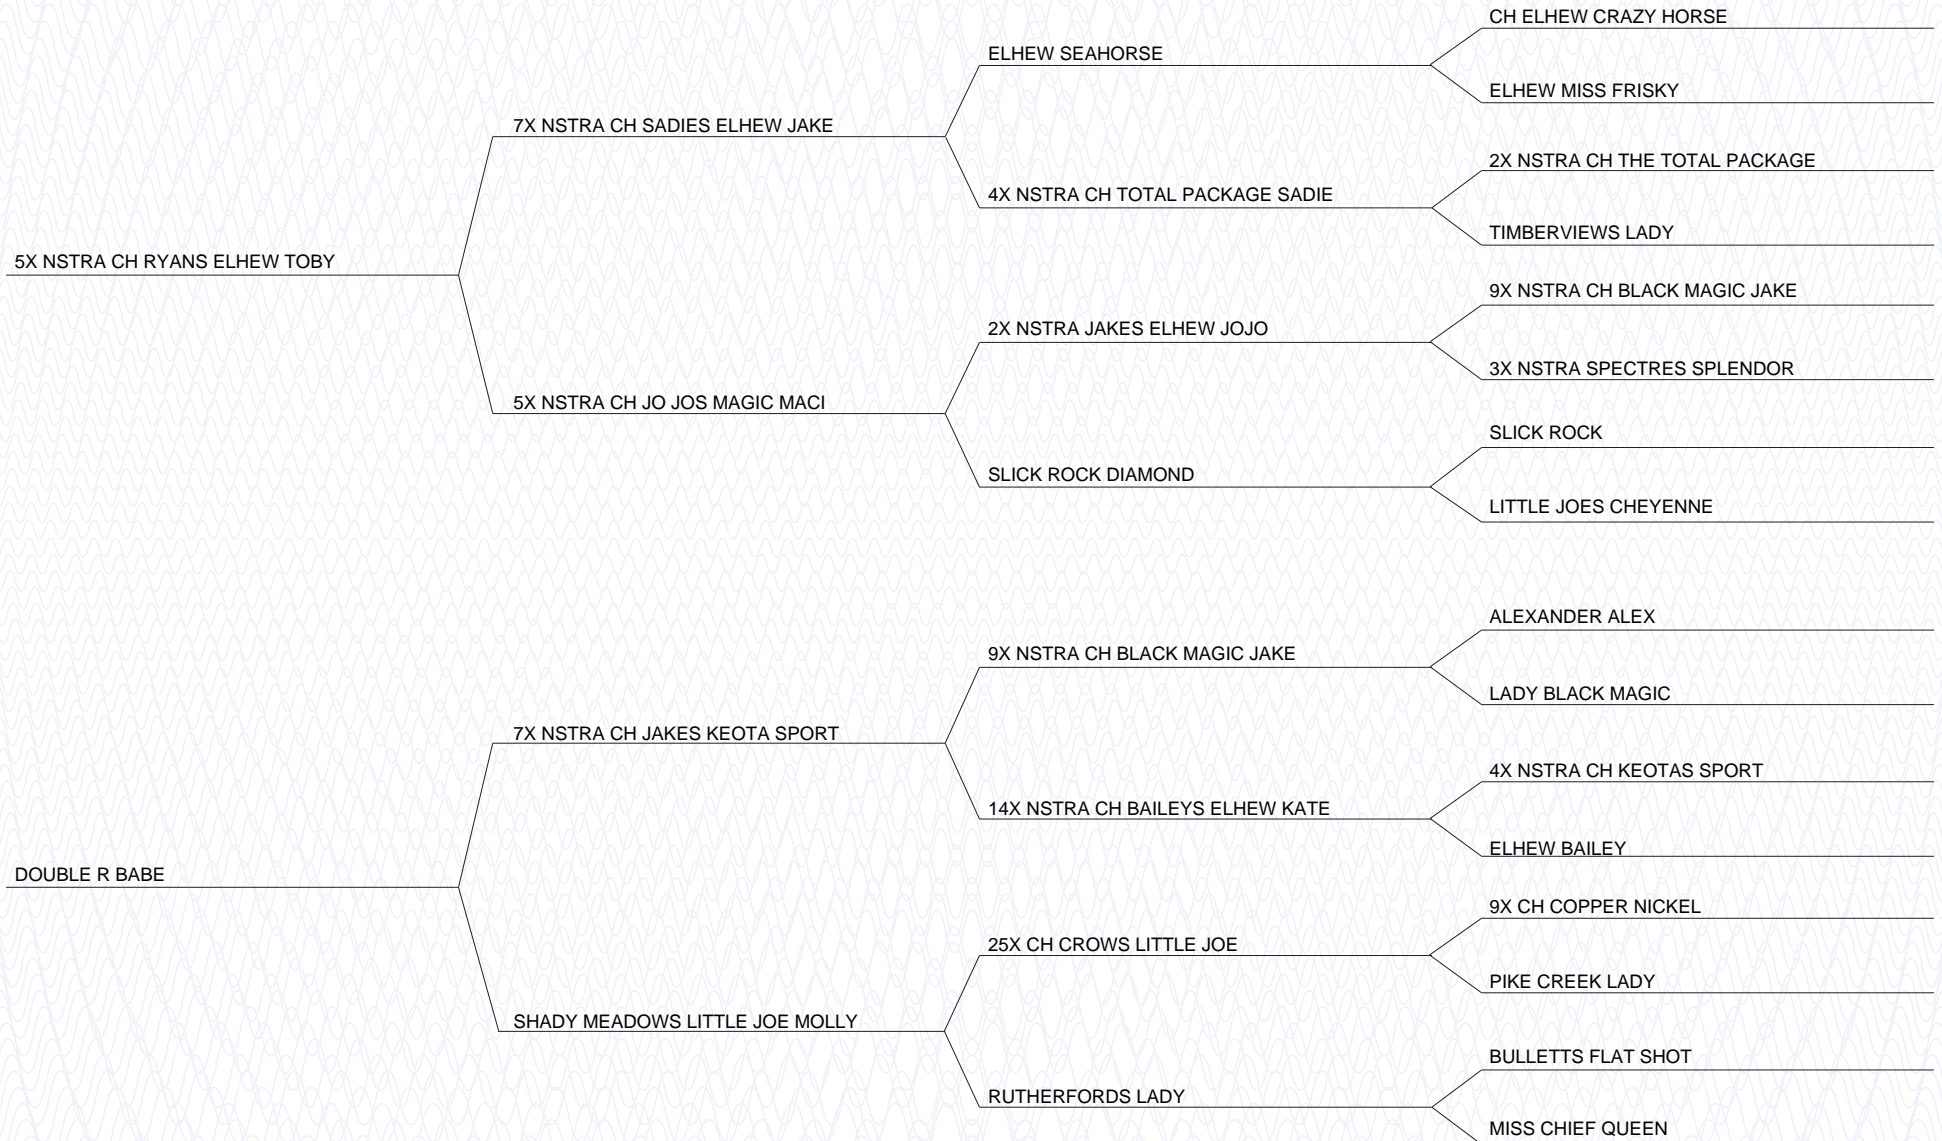 CH ELHEW CRAZY HORSE
ELHEW SEAHORSE
ELHEW MISS FRISKY
7X NSTRA CH SADIES ELHEW JAKE
2X NSTRA CH THE TOTAL PACKAGE
4X NSTRA CH TOTAL PACKAGE SADIE
TIMBERVIEWS LADY
5X NSTRA CH RYANS ELHEW TOBY
9X NSTRA CH BLACK MAGIC JAKE
2X NSTRA JAKES ELHEW JOJO
3X NSTRA SPECTRES SPLENDOR
5X NSTRA CH JO JOS MAGIC MACI
SLICK ROCK
SLICK ROCK DIAMOND
LITTLE JOES CHEYENNE
ALEXANDER ALEX
9X NSTRA CH BLACK MAGIC JAKE
LADY BLACK MAGIC
7X NSTRA CH JAKES KEOTA SPORT
4X NSTRA CH KEOTAS SPORT
14X NSTRA CH BAILEYS ELHEW KATE
ELHEW BAILEY
DOUBLE R BABE
9X CH COPPER NICKEL
25X CH CROWS LITTLE JOE
PIKE CREEK LADY
SHADY MEADOWS LITTLE JOE MOLLY
BULLETTS FLAT SHOT
RUTHERFORDS LADY
MISS CHIEF QUEEN